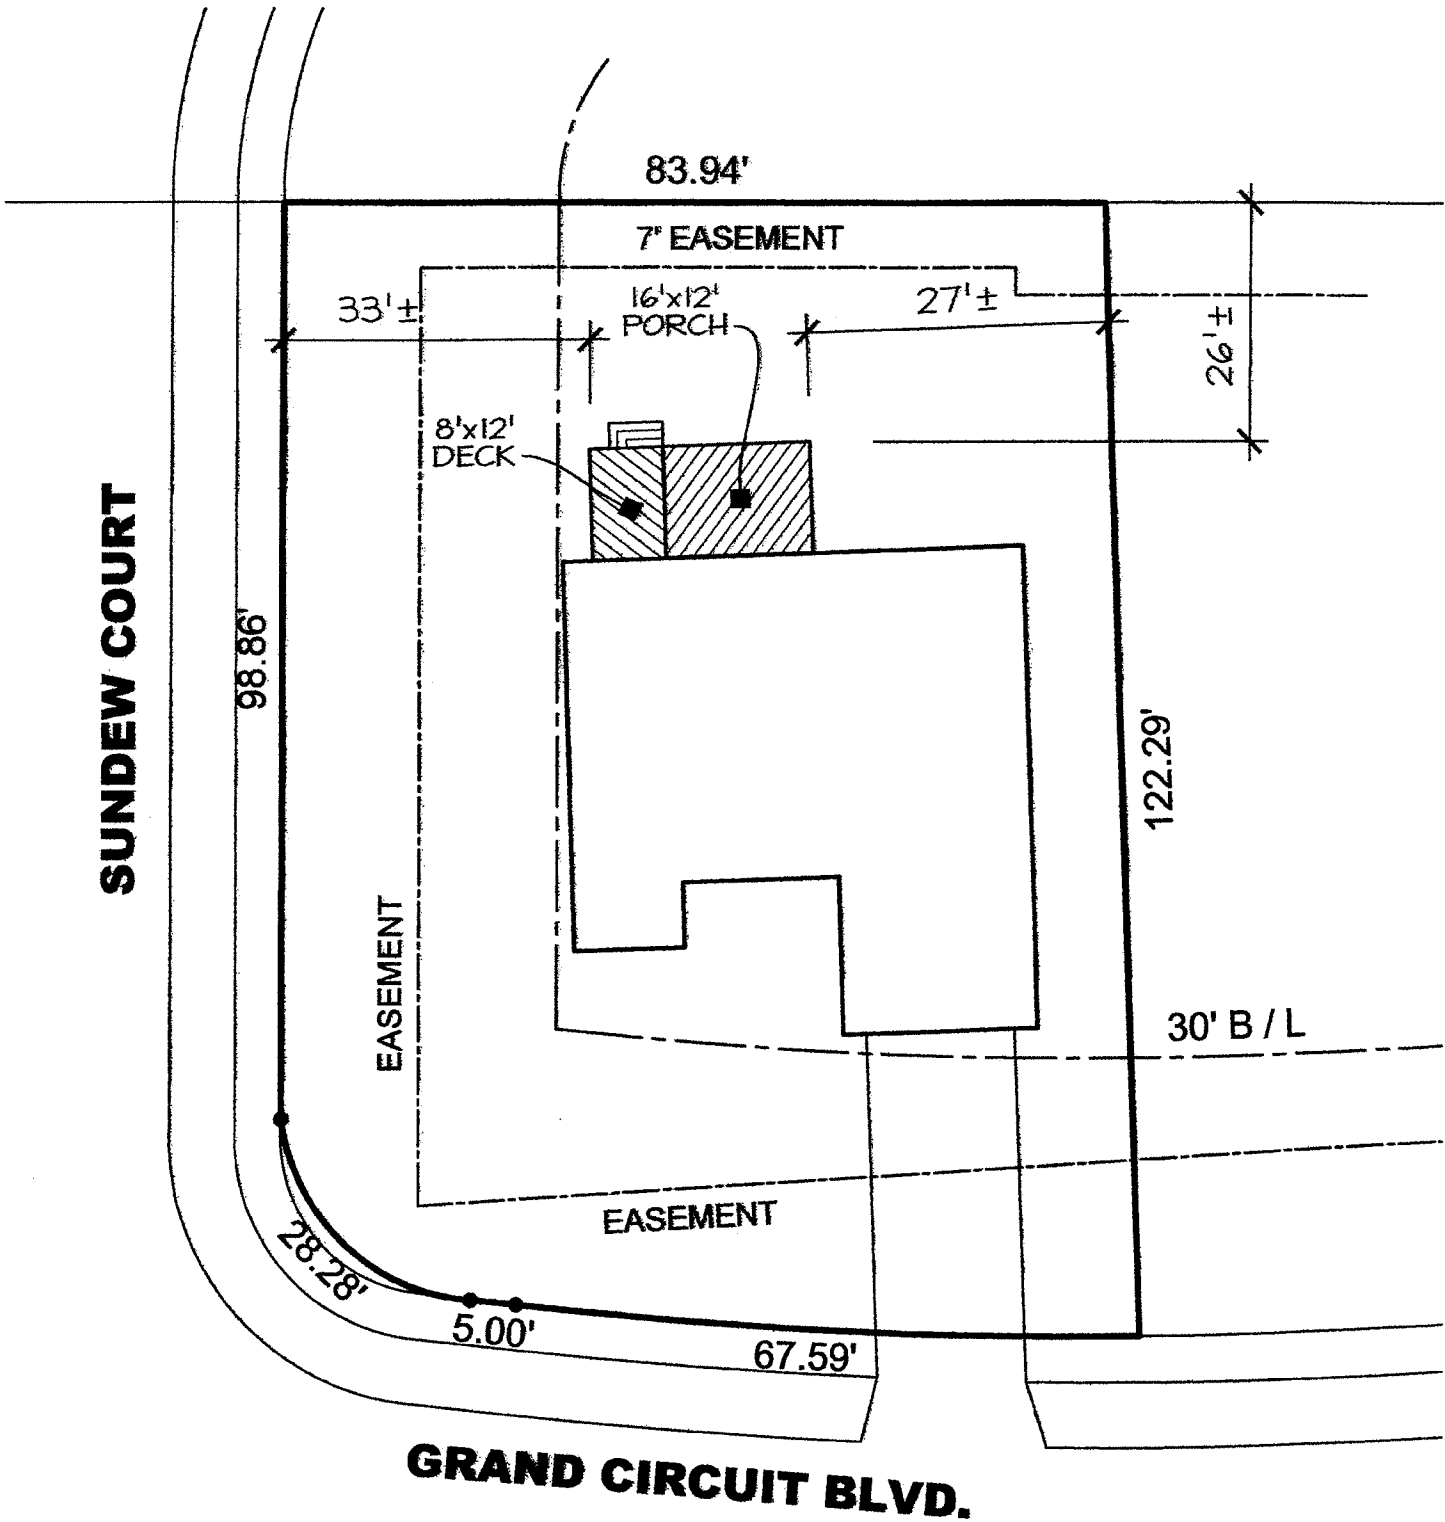 83.94'
7' EASEMENT
33'±
16'x12'
PORCH
27'±
26'±
8'x12'
DECK
SUNDEW COURT
98.86'
122.29'
EASEMENT
30' B / L
EASEMENT
28.28'
5.00'
67.59'
GRAND CIRCUIT BLVD.